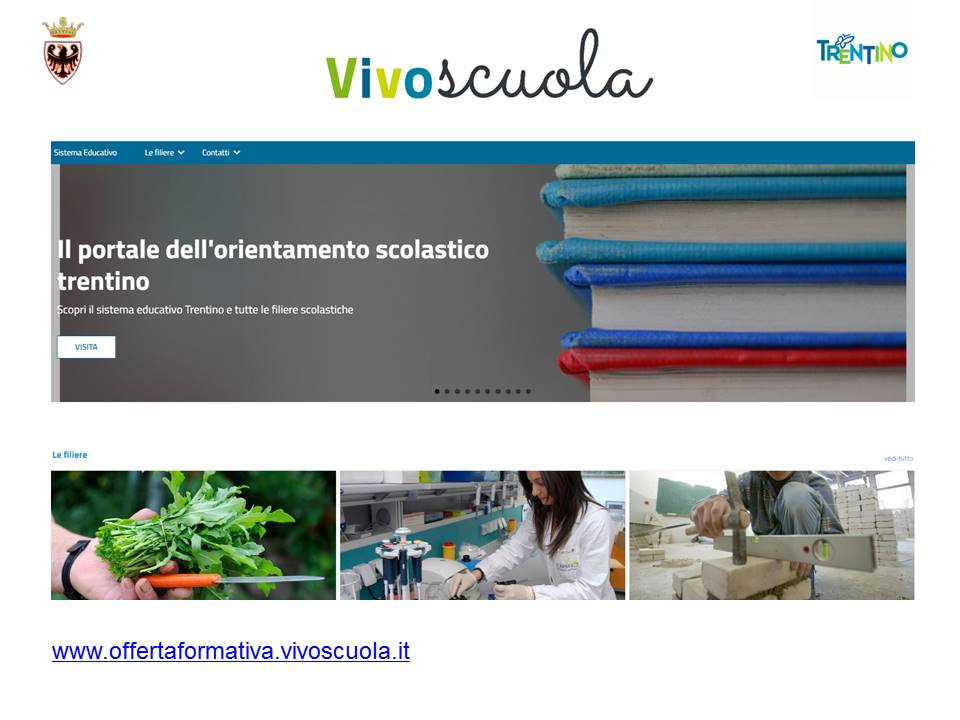 Vivoscuola
TRENTINO
Sistema Educativo Le filiere Contatti
Il portale dell'orientamento scolastico
trentino
Scopri il sistema educativo Trentino e tutte le filiere scolastiche
VISITA
Le filiere
vedi tutto
www.offertaformativa.vivoscuola.it